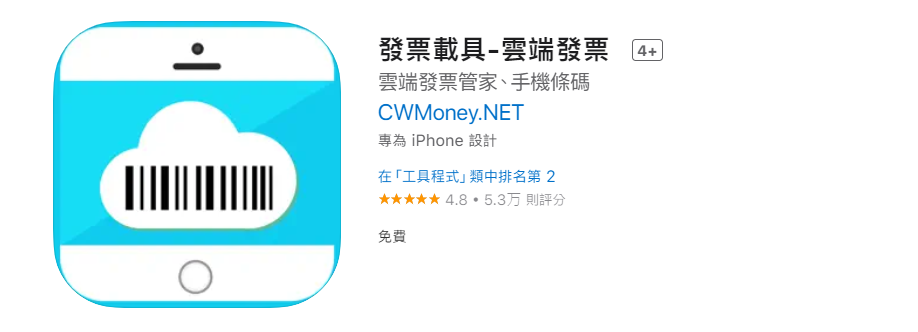 發票載具-雲端發票 4+
雲端發票管家、手機條碼
CWMoney.NET
專為 iPhone 設計
在「工具程式」類中排名第 2
★★★★★ 4.8 • 5.3万 則評分
免費